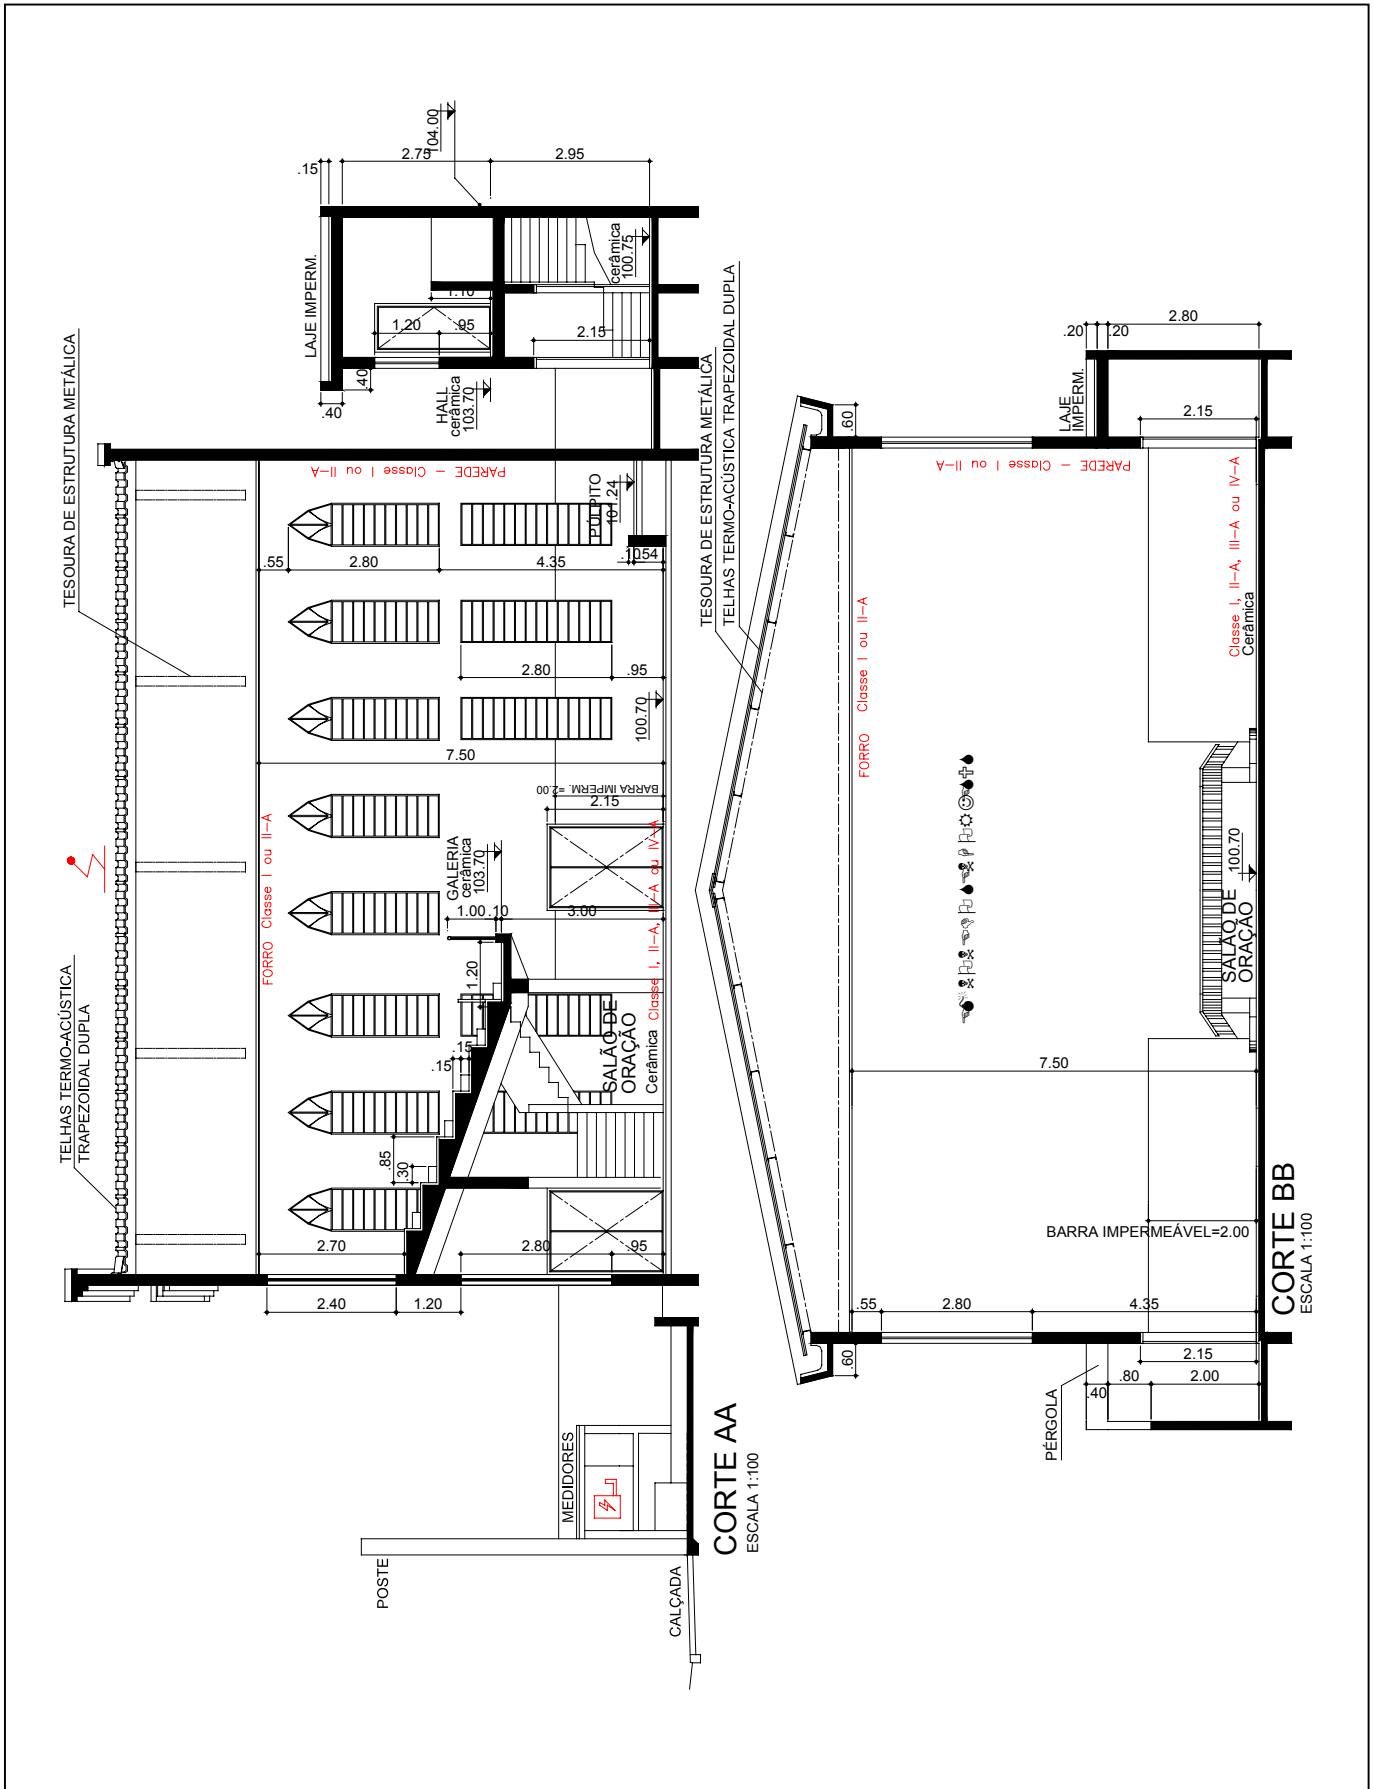 TESOURA DE ESTRUTURA METÁLICA
TELHAS TERMO-ACÚSTICA
TRAPEZOIDAL DUPLA
FORRO Classe I ou II-A
PAREDE - Classe I ou II-A
LAJE IMPERM.
HALL
cerâmica
103.70
104.00
cerâmica
100.75
.15
2.75
2.95
1.10
1.20
.95
2.15
.40
.40
PÚLPITO
101.24
.10
.54
.55
2.80
4.35
2.80
.95
100.70
7.50
BARRA IMPERM. =2.00
2.15
GALERIA
cerâmica
103.70
1.00
.10
3.00
1.20
.15
.15
.85
.30
SALÃO DE
ORAÇÃO
Cerâmica
Classe I, II-A, III-A ou IV-A
2.70
2.80
.95
2.40
1.20
MEDIDORES
POSTE
CALÇADA
CORTE AA
ESCALA 1:100
TESOURA DE ESTRUTURA METÁLICA
TELHAS TERMO-ACÚSTICA TRAPEZOIDAL DUPLA
.60
LAJE
IMPERM.
.20
.20
2.80
2.15
PAREDE - Classe I ou II-A
FORRO Classe I ou II-A
Classe I, II-A, III-A ou IV-A
Cerâmica
SALÃO DE
ORAÇÃO
100.70
7.50
BARRA IMPERMEÁVEL=2.00
.55
2.80
4.35
.60
2.15
.40
.80
2.00
PÉRGOLA
CORTE BB
ESCALA 1:100